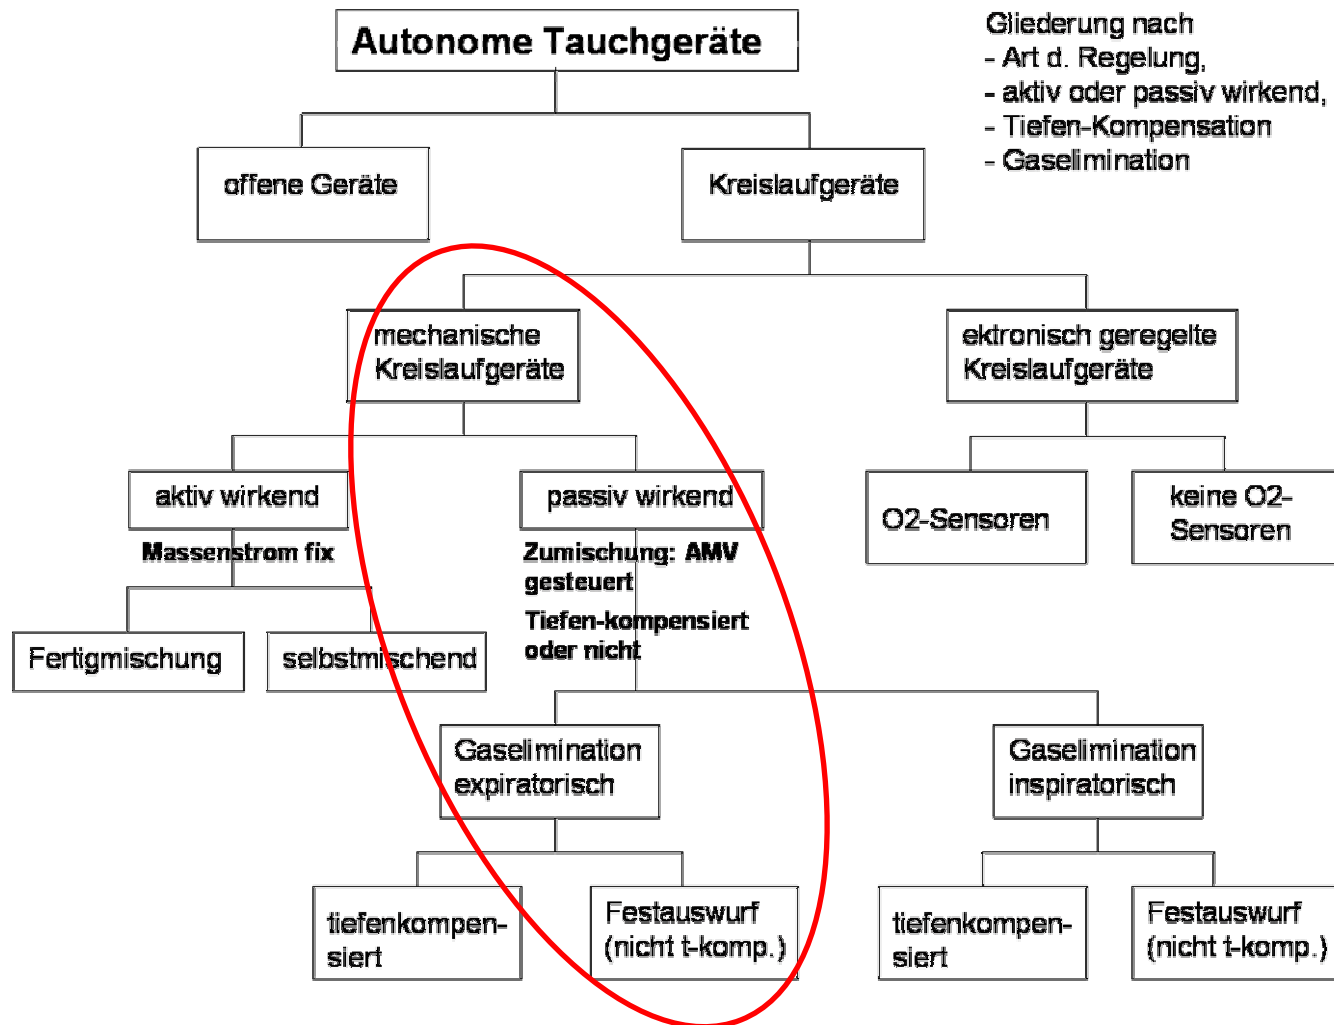 Autonome Tauchgeräte
Gliederung nach
- Art d. Regelung,
- aktiv oder passiv wirkend,
- Tiefen-Kompensation
- Gaselimination
offene Geräte
Kreislaufgeräte
mechanische
Kreislaufgeräte
ektronisch geregelte
Kreislaufgeräte
aktiv wirkend
passiv wirkend
O2-Sensoren
keine O2-
Sensoren
Massenstrom fix
Zumischung: AMV
gesteuert
Tiefen-kompensiert
oder nicht
Fertigmischung
selbstmischend
Gaselimination
expiratorisch
Gaselimination
inspiratorisch
tiefenkompen-
siert
Festauswurf
(nicht t-komp.)
tiefenkompen-
siert
Festauswurf
(nicht t-komp.)